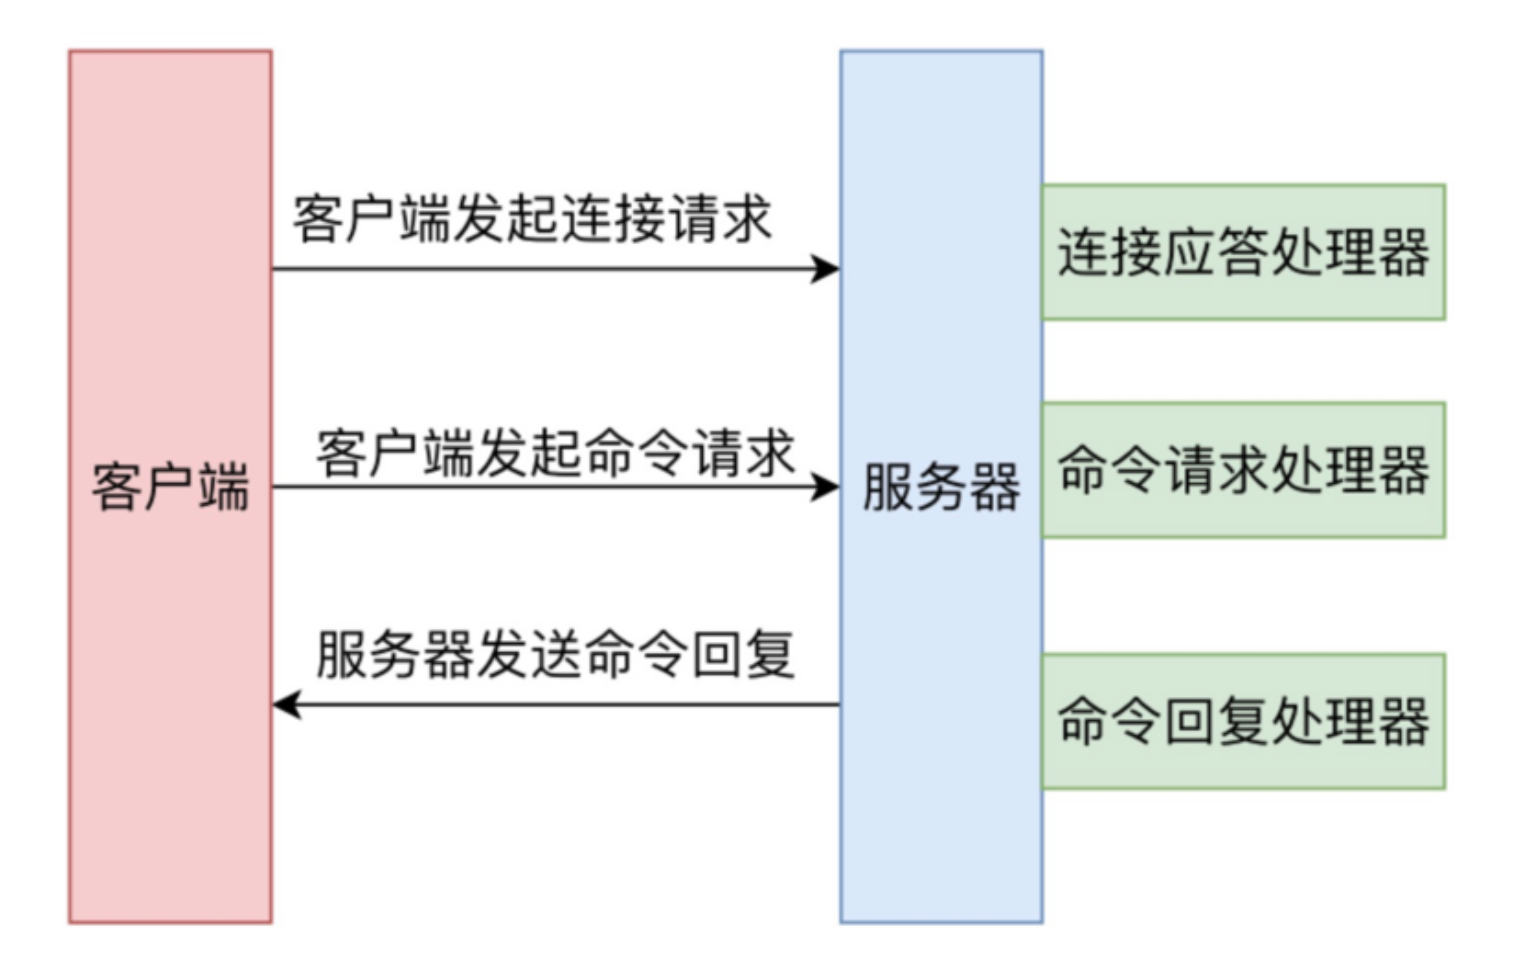 客户端发起连接请求
连接应答处理器
客户端发起命令请求
命令请求处理器
客户端
服务器
服务器发送命令回复
命令回复处理器